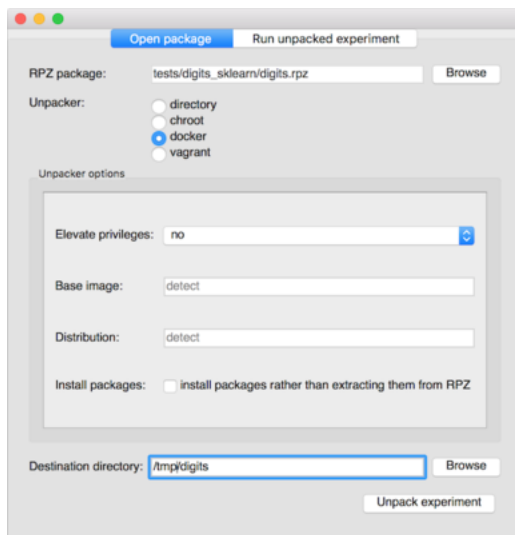 Open package Run unpacked experiment
RPZ package: tests/digits_sklearn/digits.rpz Browse
Unpacker: directory
chroot
docker
vagrant
Unpacker options
Elevate privileges: no
Base image: detect
Distribution: detect
Install packages: install packages rather than extracting them from RPZ
Destination directory: /tmp/digits Browse
Unpack experiment